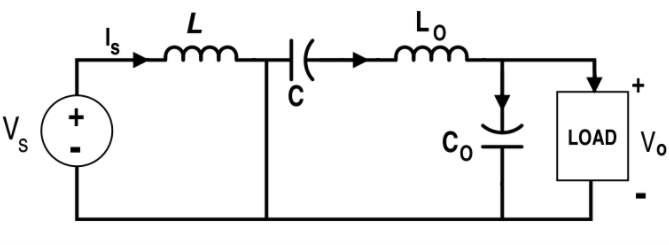 I_s
L
L_O
C
+
V_s
+
-
C_O
LOAD
V_o
-